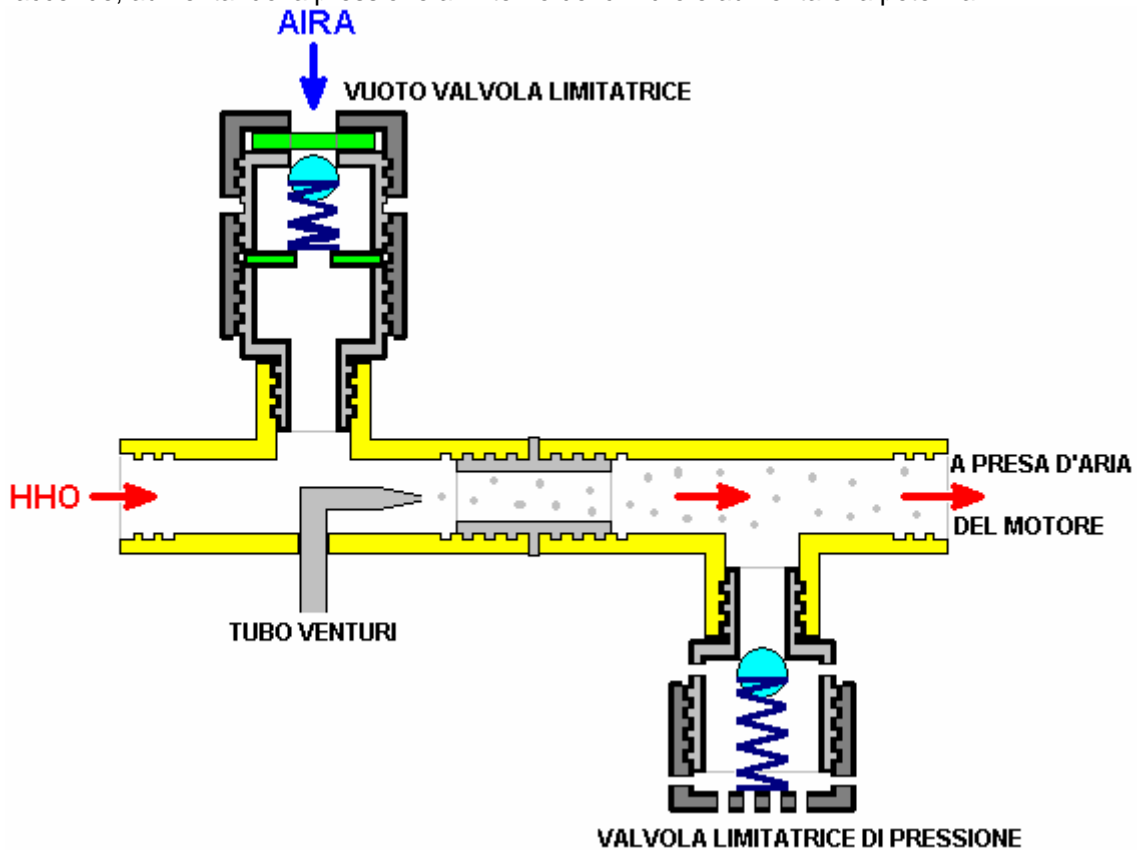 AIRA
VUOTO VALVOLA LIMITATRICE
HHO
A PRESA D'ARIA
DEL MOTORE
TUBO VENTURI
VALVOLA LIMITATRICE DI PRESSIONE